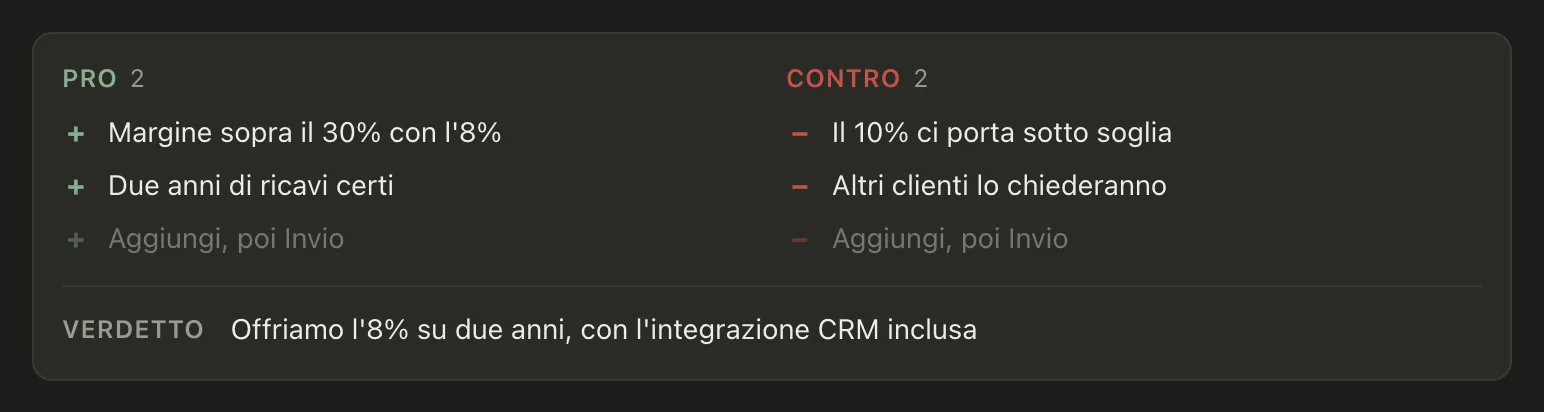 PRO 2
+ Margine sopra il 30% con l'8%
+ Due anni di ricavi certi
+ Aggiungi, poi Invio
CONTRO 2
− Il 10% ci porta sotto soglia
− Altri clienti lo chiederanno
− Aggiungi, poi Invio
VERDETTO Offriamo l'8% su due anni, con l'integrazione CRM inclusa